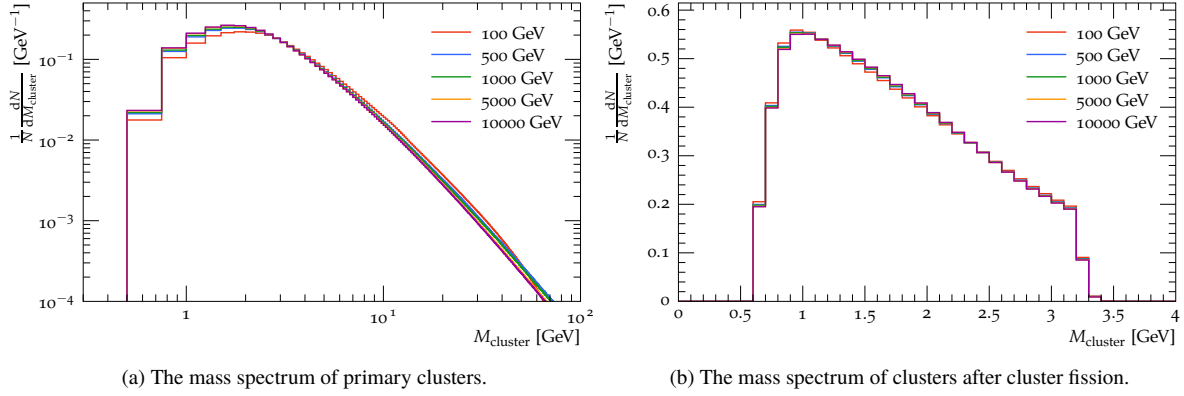 1/N dN/dM_cluster [GeV⁻¹]
10⁻¹
10⁻²
10⁻³
10⁻⁴
100 GeV
500 GeV
1000 GeV
5000 GeV
10000 GeV
1
10¹
10²
M_cluster [GeV]
(a) The mass spectrum of primary clusters.
1/N dN/dM_cluster [GeV⁻¹]
0.6
0.5
0.4
0.3
0.2
0.1
0
100 GeV
500 GeV
1000 GeV
5000 GeV
10000 GeV
0 0.5 1 1.5 2 2.5 3 3.5 4
M_cluster [GeV]
(b) The mass spectrum of clusters after cluster fission.